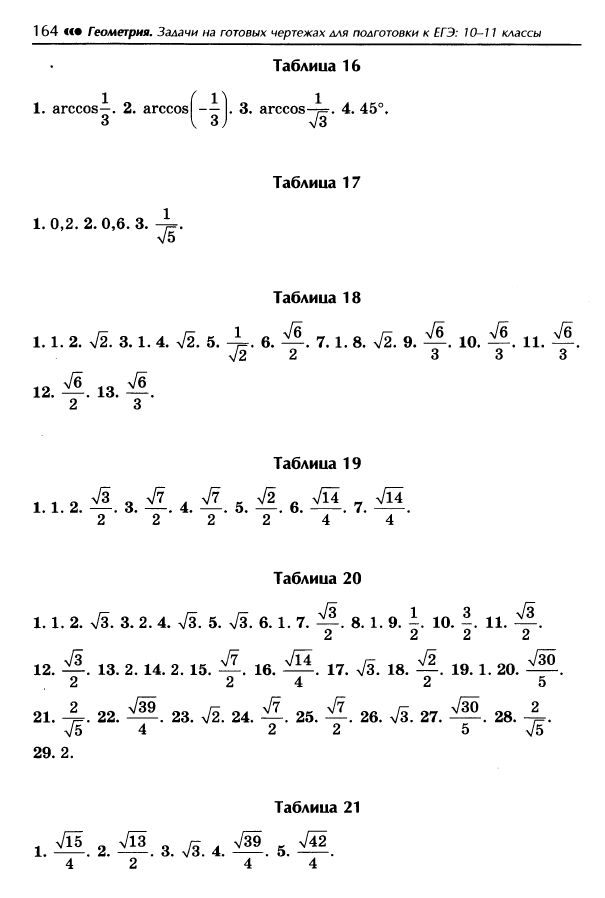 164 ««• Геометрия. Задачи на готовых чертежах для подготовки к ЕГЭ: 10–11 классы
Таблица 16
1. arccos 1/3. 2. arccos(−1/3). 3. arccos 1/√3. 4. 45°.
Таблица 17
1. 0,2. 2. 0,6. 3. 1/√5.
Таблица 18
1. 1. 2. √2. 3. 1. 4. √2. 5. 1/√2. 6. √6/2. 7. 1. 8. √2. 9. √6/3. 10. √6/3. 11. √6/3.
12. √6/2. 13. √6/3.
Таблица 19
1. 1. 2. √3/2. 3. √7/2. 4. √7/2. 5. √2/2. 6. √14/4. 7. √14/4.
Таблица 20
1. 1. 2. √3. 3. 2. 4. √3. 5. √3. 6. 1. 7. √3/2. 8. 1. 9. 1/2. 10. 3/2. 11. √3/2.
12. √3/2. 13. 2. 14. 2. 15. √7/2. 16. √14/4. 17. √3. 18. √2/2. 19. 1. 20. √30/5.
21. 2/√5. 22. √39/4. 23. √2. 24. √7/2. 25. √7/2. 26. √3. 27. √30/5. 28. 2/√5.
29. 2.
Таблица 21
1. √15/4. 2. √13/2. 3. √3. 4. √39/4. 5. √42/4.